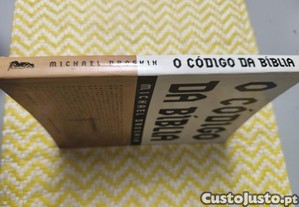 MICHAEL DROSNIN O CÓDIGO DA BÍBLIA
O CÓDIGO
DA BÍBLIA
MICHAEL DROSNIN
CustoJusto.pt